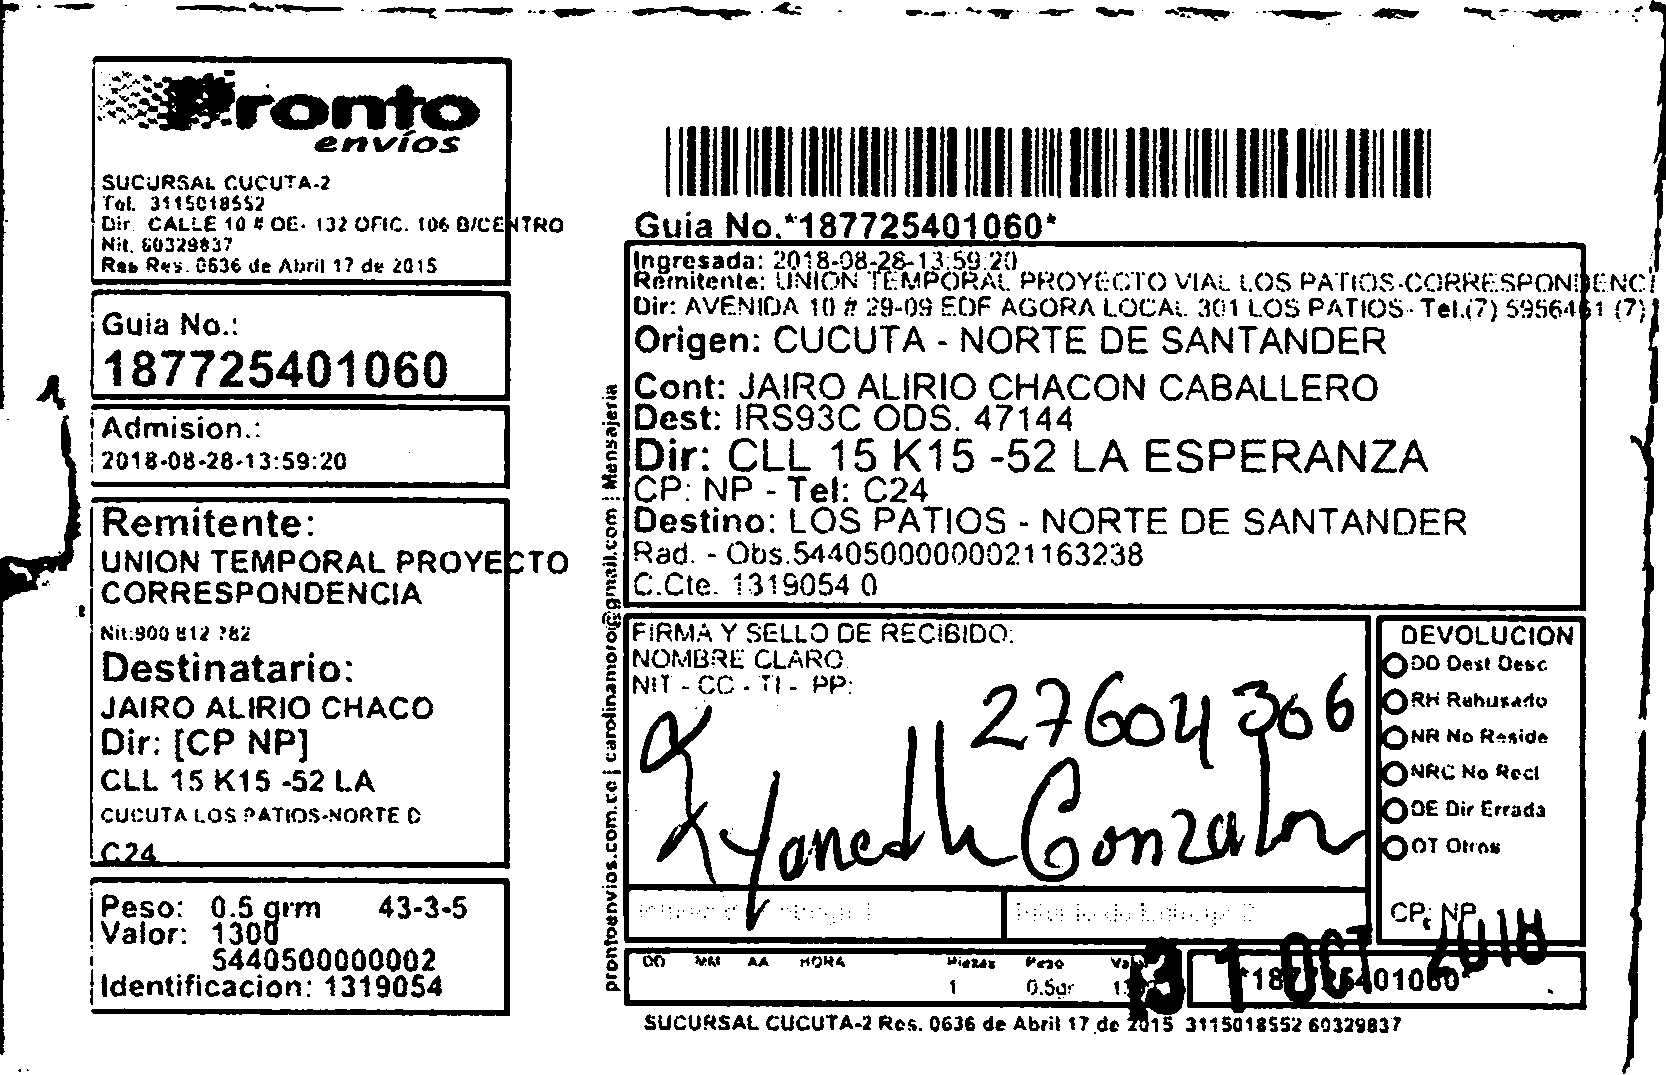 Pronto
envíos
SUCURSAL CUCUTA-2
Tel. 3115018552
Dir. CALLE 10 # OE- 132 OFIC. 106 B/CENTRO
Nit. 60329837
Res Res. 0636 de Abril 17 de 2015
Guia No.:
187725401060
Admision.:
2018-08-28-13:59:20
Remitente:
UNION TEMPORAL PROYECTO
CORRESPONDENCIA
Nit:900 812 782
Destinatario:
JAIRO ALIRIO CHACO
Dir: [CP NP]
CLL 15 K15 -52 LA
CUCUTA LOS PATIOS-NORTE D
C24
Peso: 0.5 grm 43-3-5
Valor: 1300
5440500000002
Identificacion: 1319054
prontoenvios.com.co | carolinamoro@gmail.com | Mensajeria
Guia No.*187725401060*
Ingresada: 2018-08-28-13:59:20
Remitente: UNION TEMPORAL PROYECTO VIAL LOS PATIOS-CORRESPONDENCI
Dir: AVENIDA 10 # 29-09 EDF AGORA LOCAL 301 LOS PATIOS- Tel.(7) 5956461 (7)
Origen: CUCUTA - NORTE DE SANTANDER
Cont: JAIRO ALIRIO CHACON CABALLERO
Dest: IRS93C ODS. 47144
Dir: CLL 15 K15 -52 LA ESPERANZA
CP: NP - Tel: C24
Destino: LOS PATIOS - NORTE DE SANTANDER
Rad. - Obs.54405000000021163238
C.Cte. 1319054 0
FIRMA Y SELLO DE RECIBIDO:
NOMBRE CLARO
NIT - CC - TI - PP:
27604306
Yanedh Gonzalez
DEVOLUCION
DD Dest Desc
RH Rehusado
NR No Reside
NRC No Recl
DE Dir Errada
OT Otros
CP: NP
DD MM AA HORA Piezas Peso
1 0.5gr
31 OCT 2018
*187725401060*
SUCURSAL CUCUTA-2 Res. 0636 de Abril 17 de 2015 3115018552 60329837